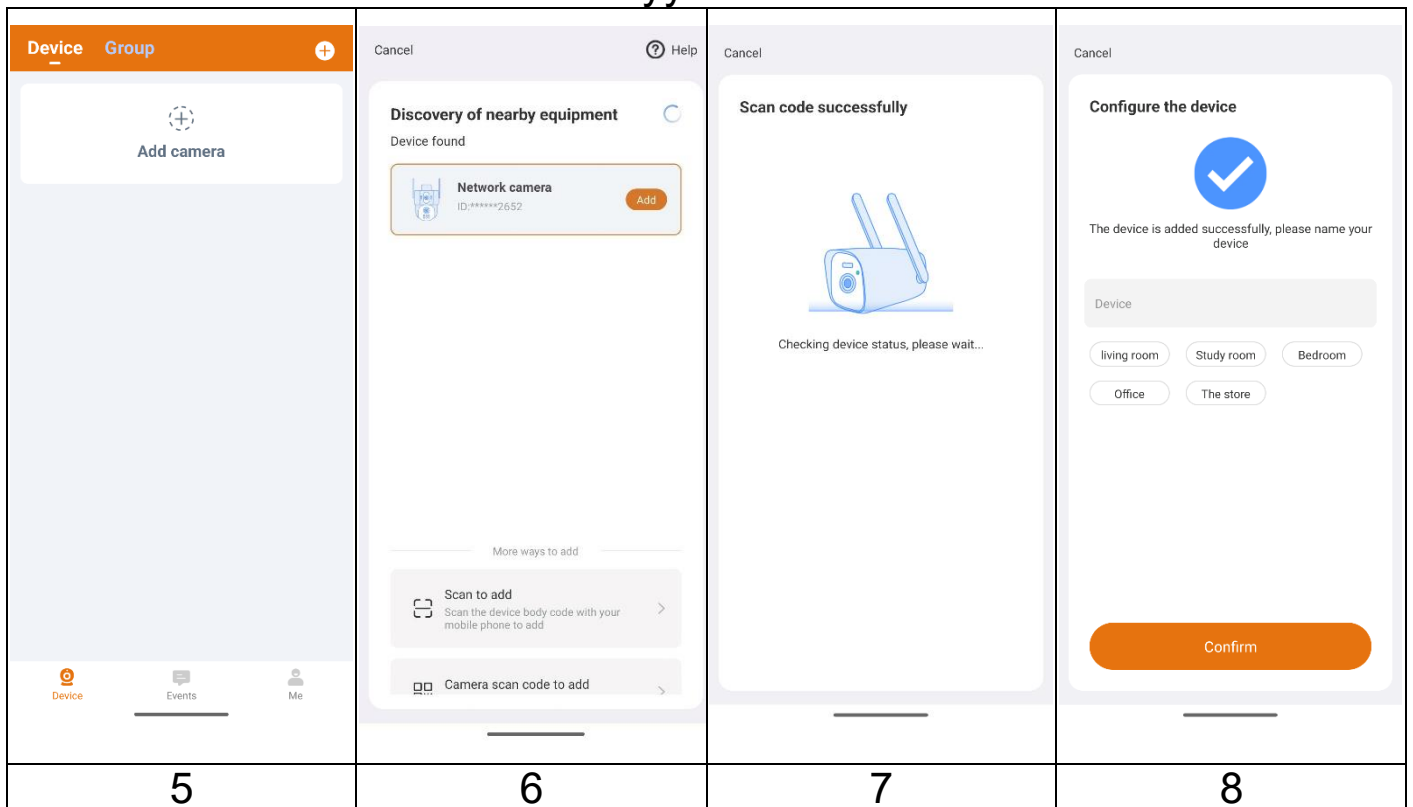 Device Group
Add camera
Device Events Me
5
Cancel Help
Discovery of nearby equipment
Device found
Network camera
ID:******2652
Add
More ways to add
Scan to add
Scan the device body code with your
mobile phone to add
Camera scan code to add
6
Cancel
Scan code successfully
Checking device status, please wait...
7
Cancel
Configure the device
The device is added successfully, please name your
device
Device
living room Study room Bedroom
Office The store
Confirm
8